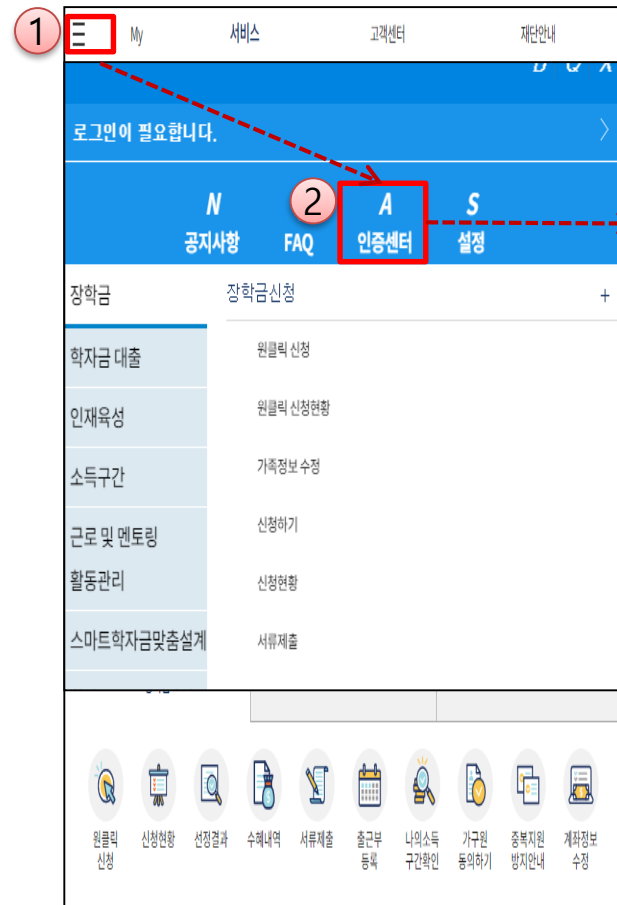 1
My 서비스 고객센터 재단안내
로그인이 필요합니다.
2
N A S
공지사항 FAQ 인증센터 설정
장학금 장학금신청 +
학자금 대출 원클릭 신청
인재육성 원클릭 신청현황
소득구간 가족정보 수정
근로 및 멘토링 신청하기
활동관리 신청현황
스마트학자금맞춤설계 서류제출
원클릭 신청현황 선정결과 수혜내역 서류제출 출근부 나의소득 가구원 중복지원 계좌정보
신청 등록 구간확인 동의하기 방지안내 수정